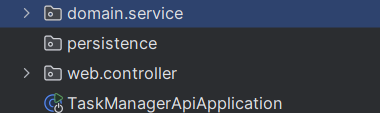 domain.service
persistence
web.controller
TaskManagerApiApplication